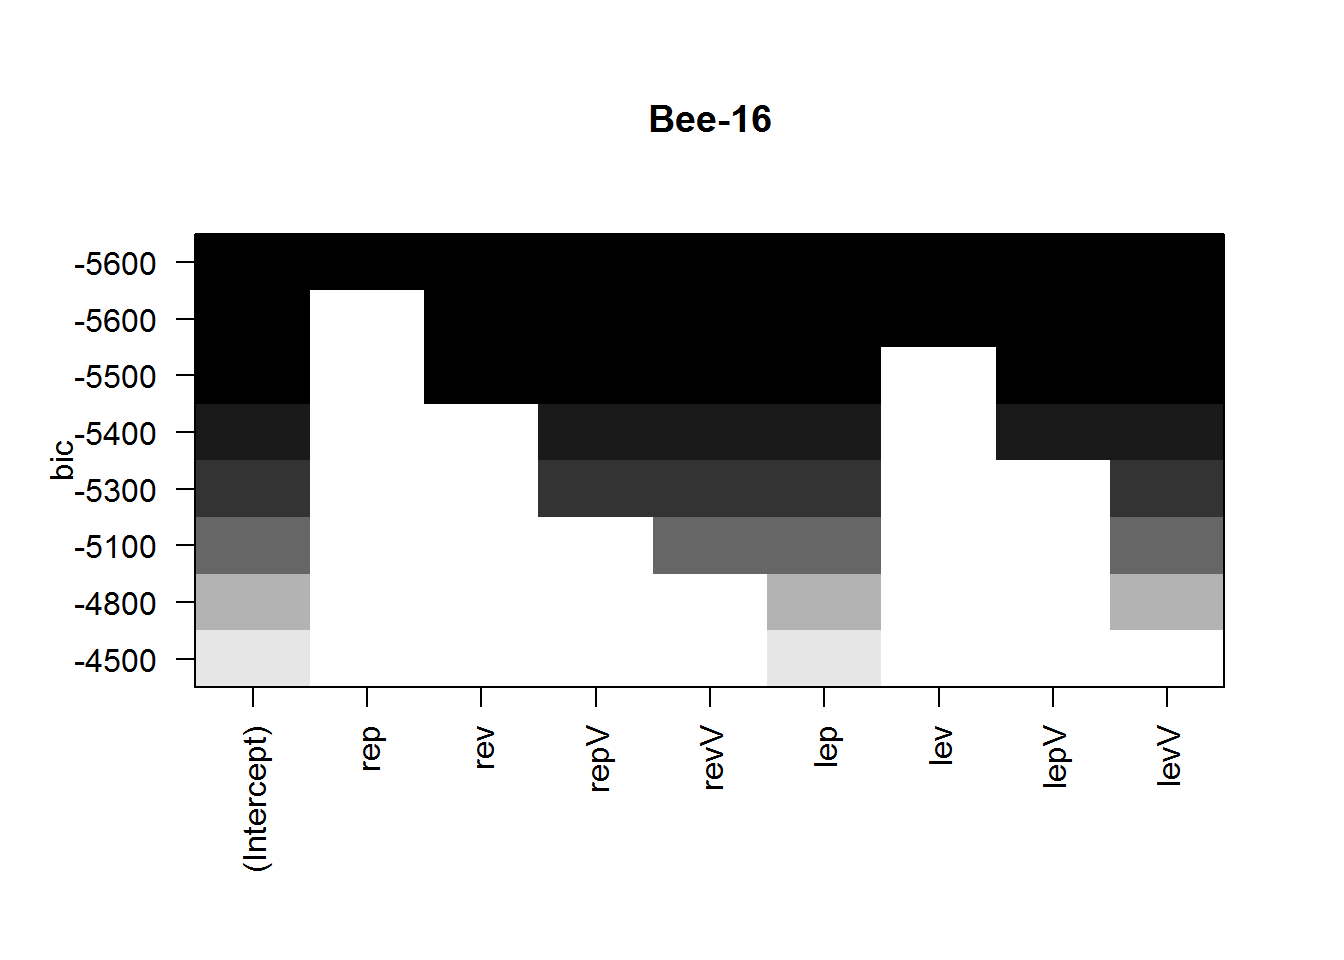 Bee-16
bic
-5600
-5600
-5500
-5400
-5300
-5100
-4800
-4500
(Intercept)
rep
rev
repV
revV
lep
lev
lepV
levV